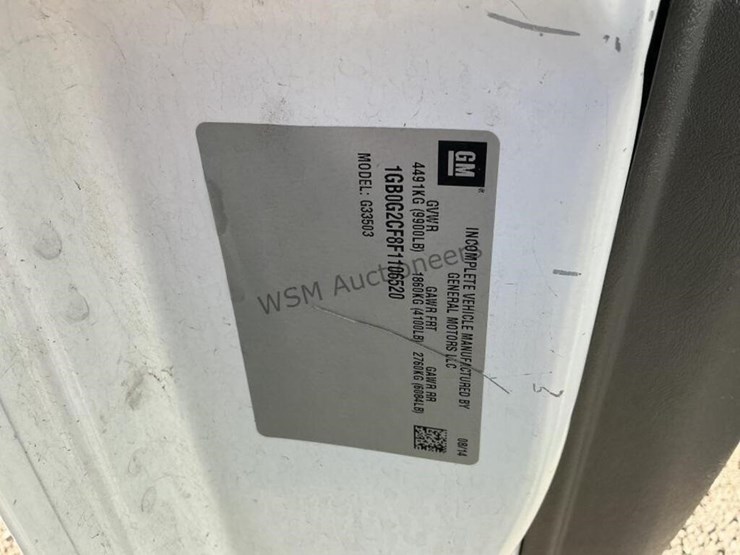 GM
INCOMPLETE VEHICLE MANUFACTURED BY
GENERAL MOTORS LLC
08/14
GVWR GAWR FRT GAWR RR
4491KG (9900LB) 1860KG (4100LB) 2760KG (6084LB)
1GB0G2CF8F1106520
MODEL: G33503
WSM Auctioneers